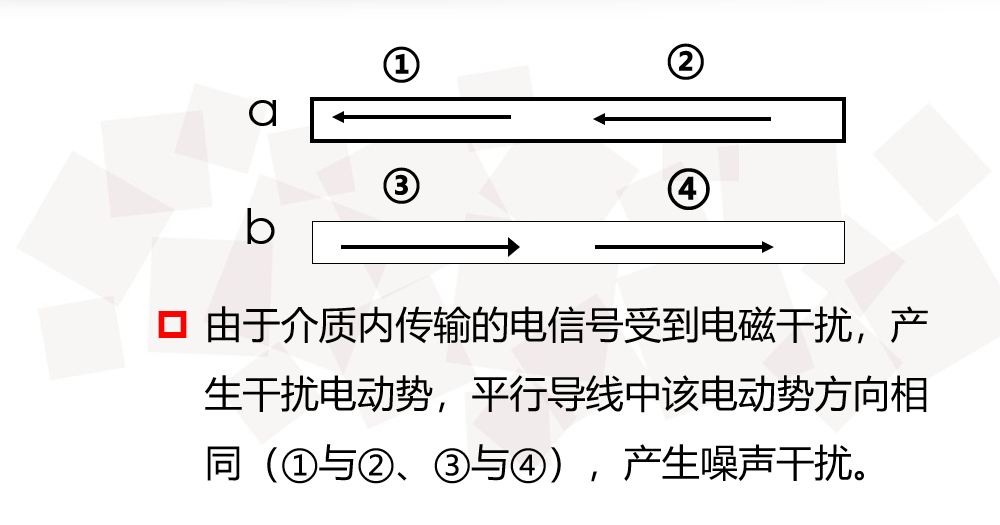 ① ②
a
③ ④
b
由于介质内传输的电信号受到电磁干扰，产
生干扰电动势，平行导线中该电动势方向相
同（①与②、③与④），产生噪声干扰。